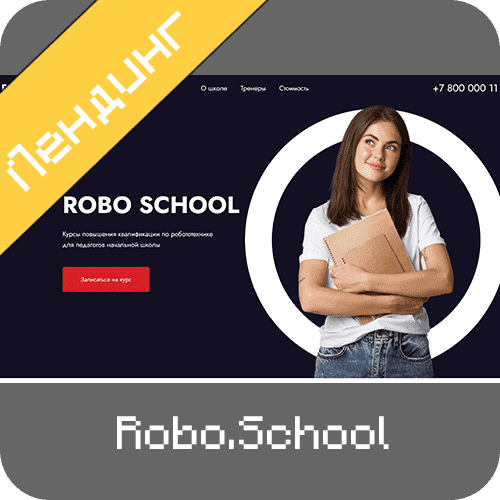 Лендинг
О школе Тренеры Стоимость +7 800 000 11
ROBO SCHOOL
Курсы повышения квалификации по робототехнике
для педагогов начальной школы
Записаться на курс
Robo.School